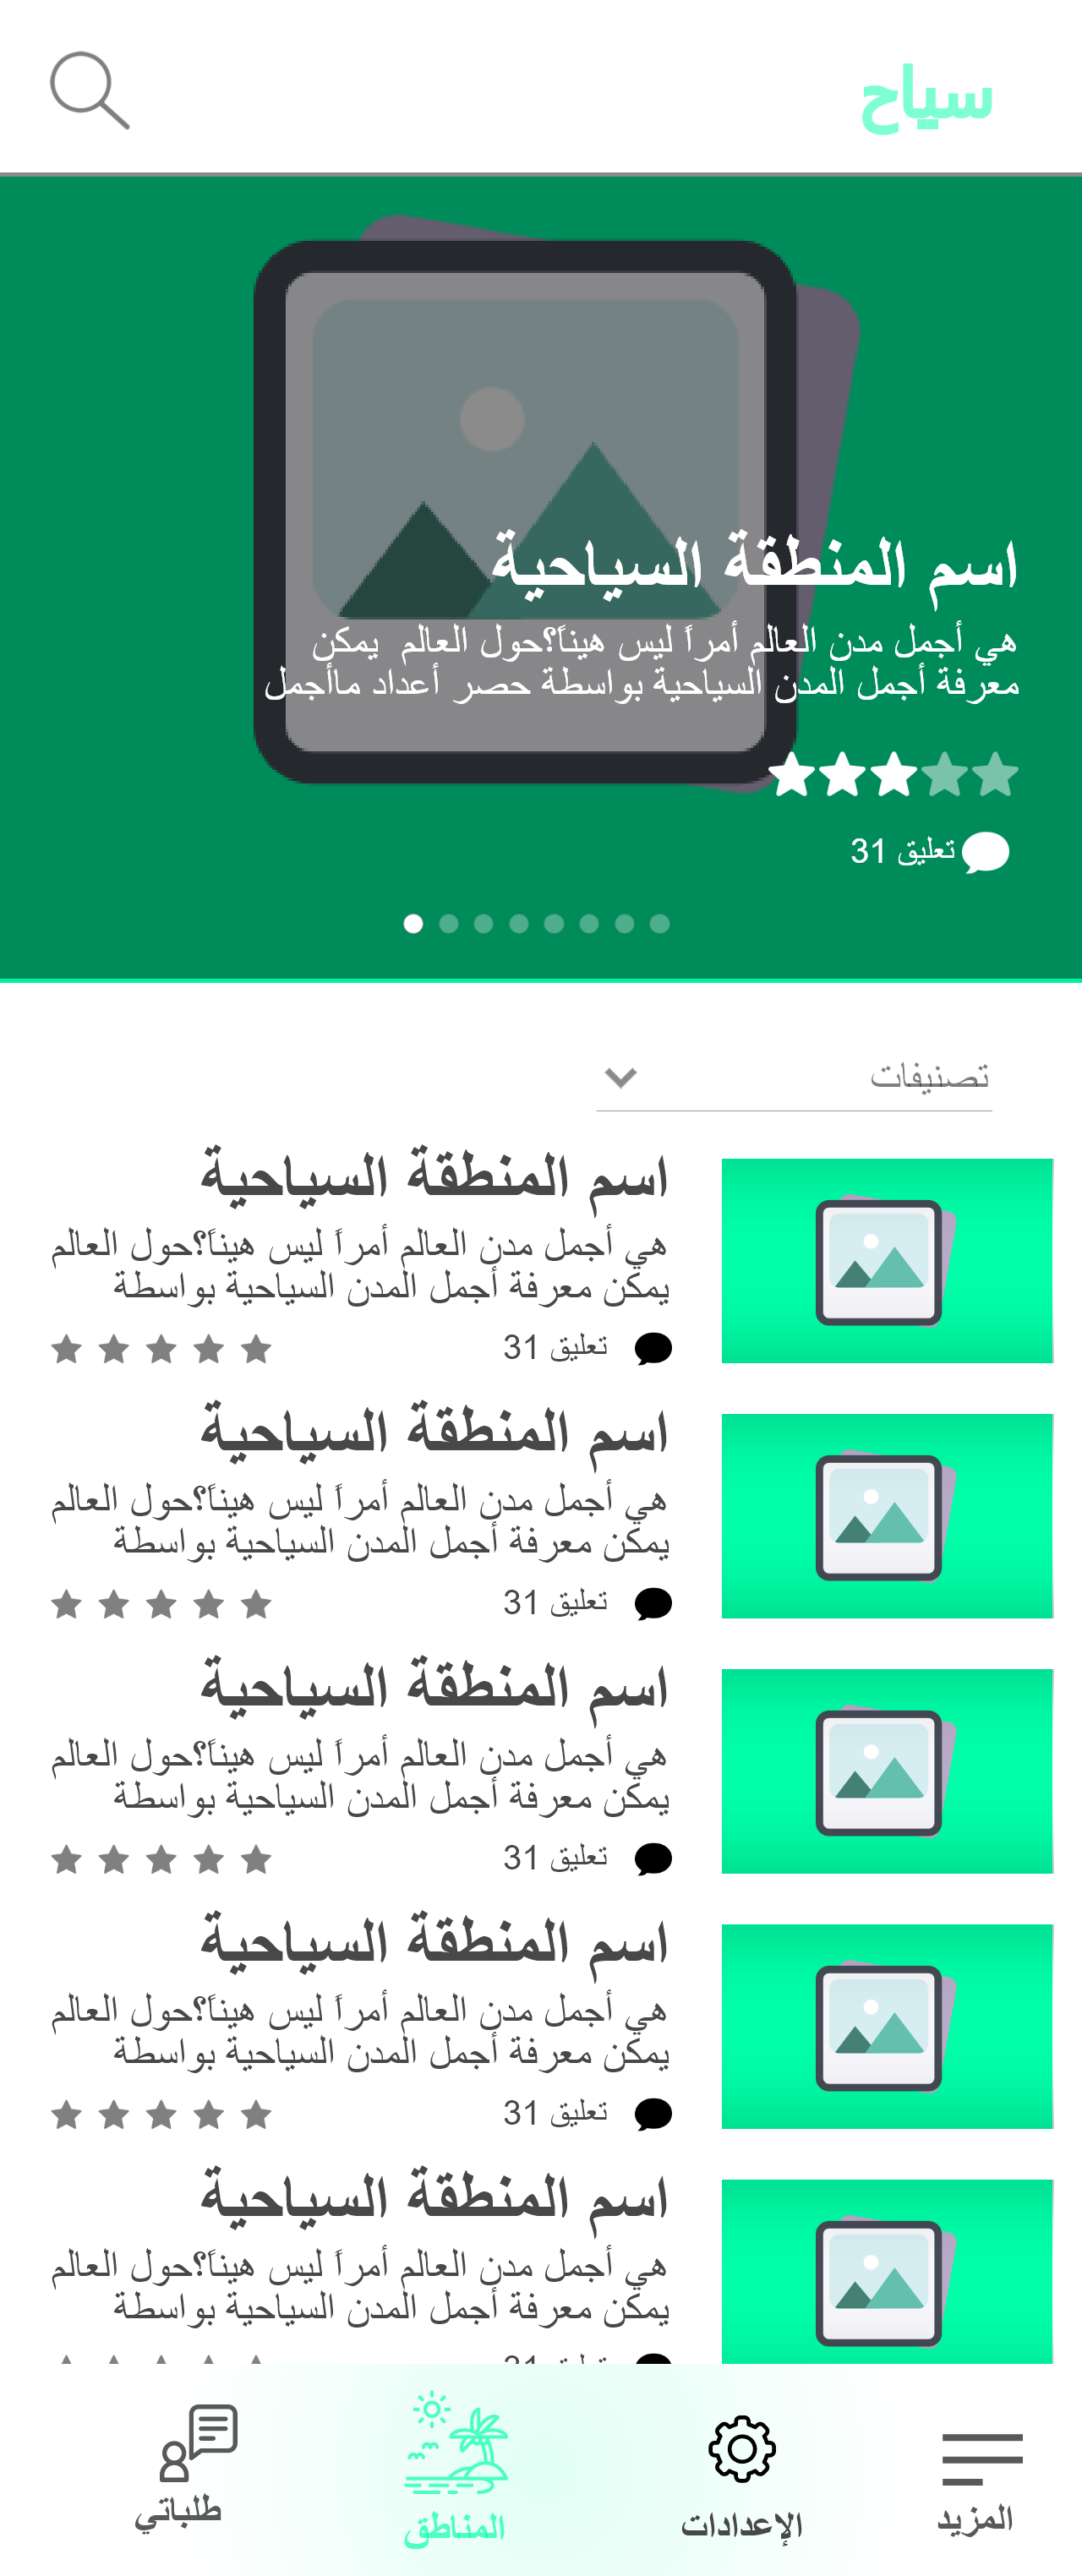 سياح
اسم المنطقة السياحية
هي أجمل مدن العالم أمراً ليس هيناً؟حول العالم يمكن
معرفة أجمل المدن السياحية بواسطة حصر أعداد ماأجمل
31 تعليق
تصنيفات
اسم المنطقة السياحية
هي أجمل مدن العالم أمراً ليس هيناً؟حول العالم
يمكن معرفة أجمل المدن السياحية بواسطة
31 تعليق
اسم المنطقة السياحية
هي أجمل مدن العالم أمراً ليس هيناً؟حول العالم
يمكن معرفة أجمل المدن السياحية بواسطة
31 تعليق
اسم المنطقة السياحية
هي أجمل مدن العالم أمراً ليس هيناً؟حول العالم
يمكن معرفة أجمل المدن السياحية بواسطة
31 تعليق
اسم المنطقة السياحية
هي أجمل مدن العالم أمراً ليس هيناً؟حول العالم
يمكن معرفة أجمل المدن السياحية بواسطة
31 تعليق
اسم المنطقة السياحية
هي أجمل مدن العالم أمراً ليس هيناً؟حول العالم
يمكن معرفة أجمل المدن السياحية بواسطة
المزيد
الإعدادات
المناطق
طلباتي